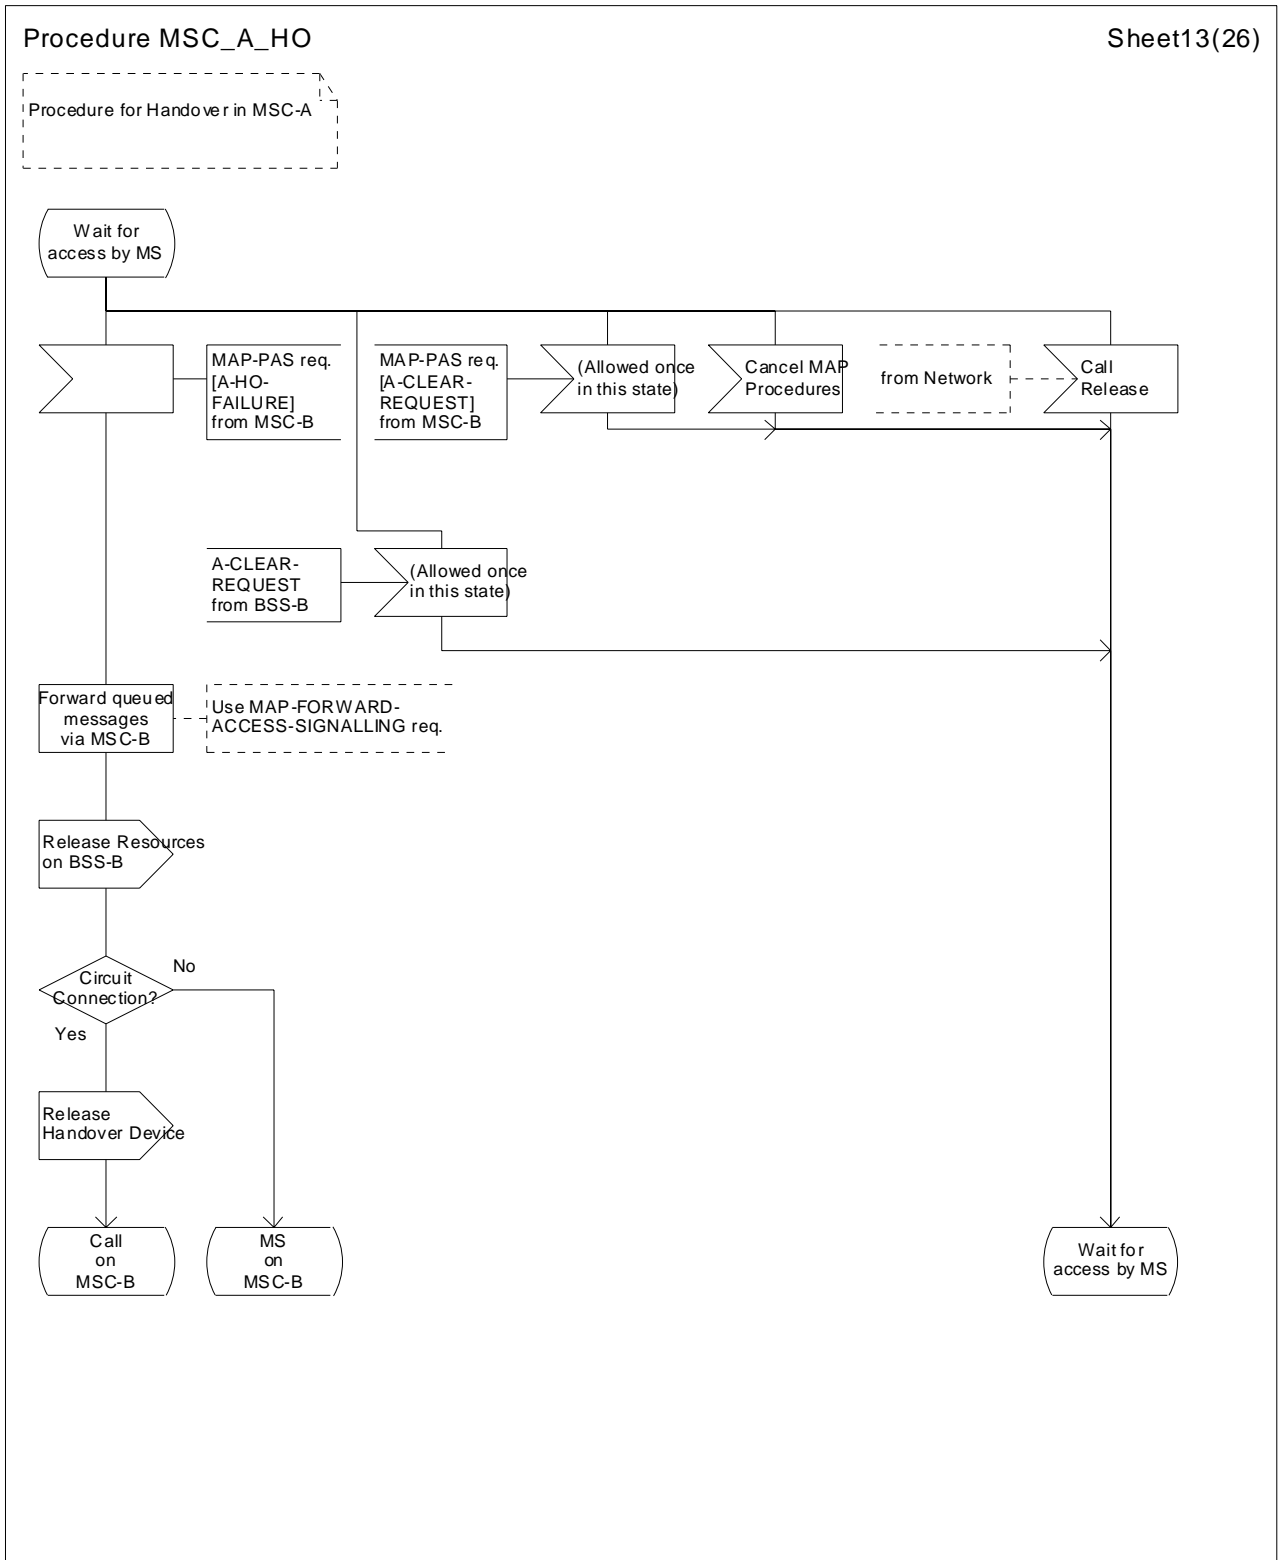 Procedure MSC_A_HO
Sheet13(26)
Procedure for Handover in MSC-A
Wait for
access by MS
MAP-PAS req.
[A-HO-
FAILURE]
from MSC-B
MAP-PAS req.
[A-CLEAR-
REQUEST]
from MSC-B
(Allowed once
in this state)
Cancel MAP
Procedures
from Network
Call
Release
A-CLEAR-
REQUEST
from BSS-B
(Allowed once
in this state)
Forward queued
messages
via MSC-B
Use MAP-FORWARD-
ACCESS-SIGNALLING req.
Release Resources
on BSS-B
Circuit
Connection?
No
Yes
Release
Handover Device
Call
on
MSC-B
MS
on
MSC-B
Wait for
access by MS